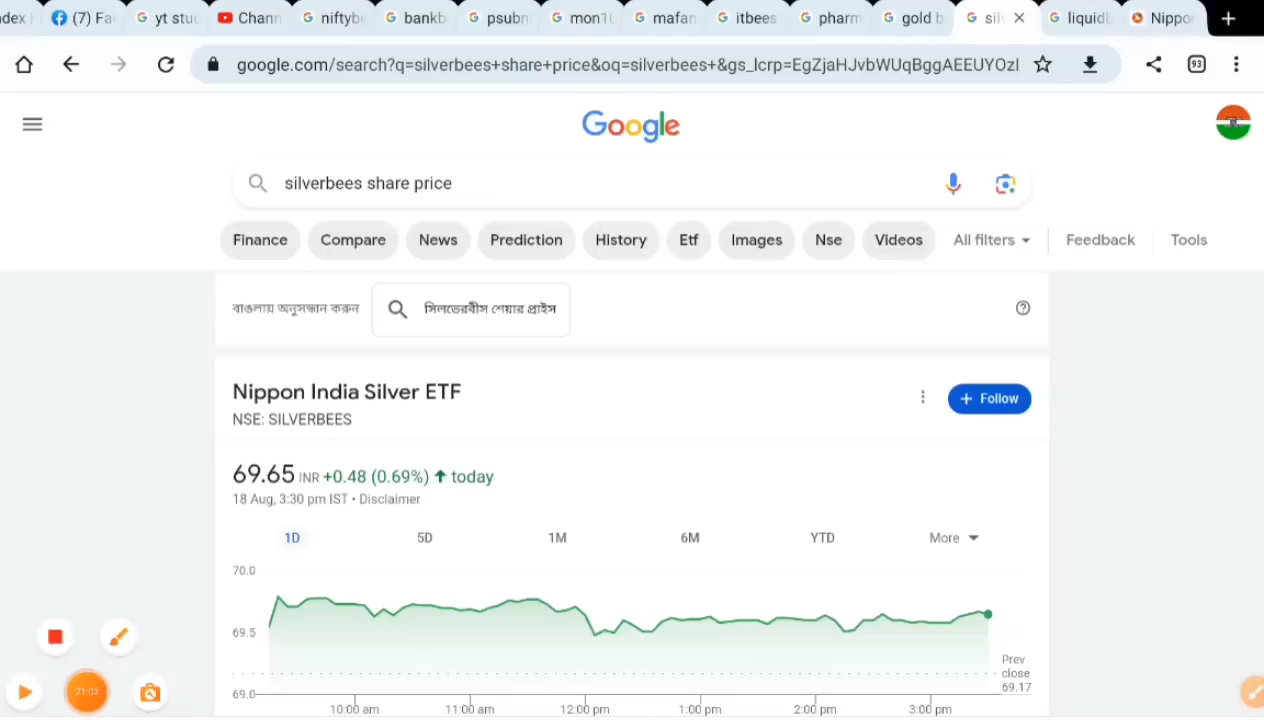 (7) Fa
yt stu
Chann
niftyb
bankb
psubn
mon10
mafan
itbees
pharm
gold b
sil
liquidb
Nippo
google.com/search?q=silverbees+share+price&oq=silverbees+&gs_lcrp=EgZjaHJvbWUqBggAEEUYOzI
93
Google
silverbees share price
Finance Compare News Prediction History Etf Images Nse Videos All filters Feedback Tools
বাঙলায় অনুসন্ধান করুন সিলভেরবীস শেয়ার প্রাইস
Nippon India Silver ETF
Follow
NSE: SILVERBEES
69.65 INR +0.48 (0.69%) today
18 Aug, 3:30 pm IST • Disclaimer
1D 5D 1M 6M YTD More
70.0
69.5
69.0
Prev
close
69.17
10:00 am 11:00 am 12:00 pm 1:00 pm 2:00 pm 3:00 pm
21:02